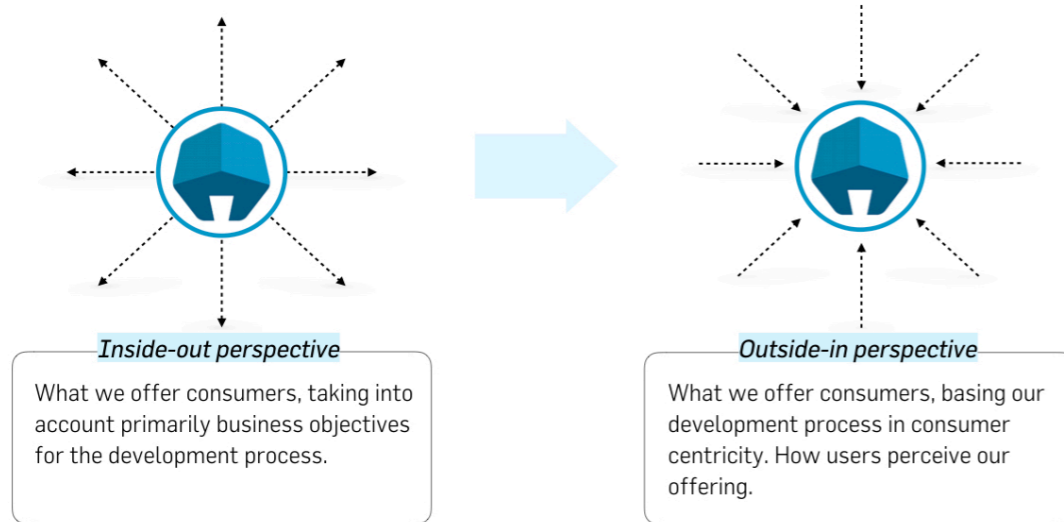 Inside-out perspective
What we offer consumers, taking into
account primarily business objectives
for the development process.
Outside-in perspective
What we offer consumers, basing our
development process in consumer
centricity. How users perceive our
offering.